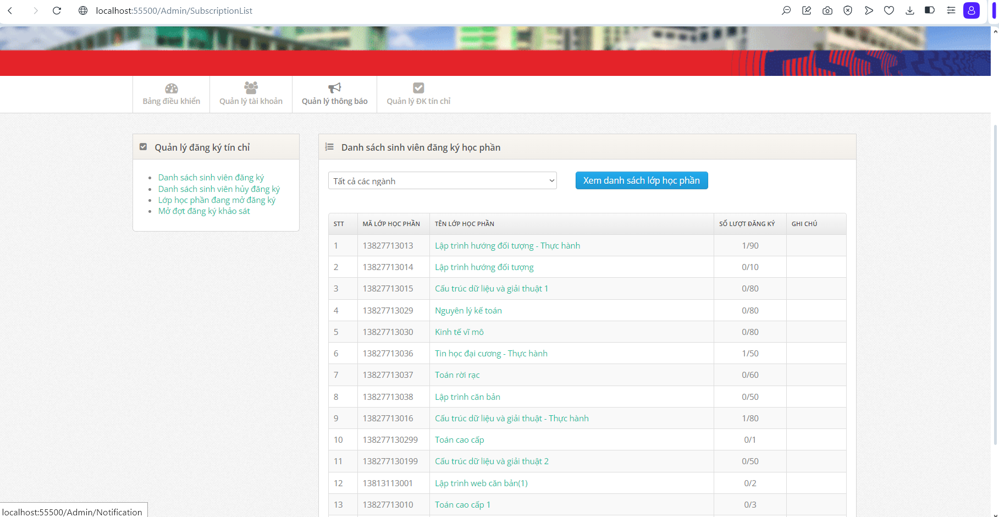 localhost:55500/Admin/SubscriptionList
Bảng điều khiển
Quản lý tài khoản
Quản lý thông báo
Quản lý ĐK tín chỉ
Quản lý đăng ký tín chỉ
Danh sách sinh viên đăng ký
Danh sách sinh viên hủy đăng ký
Lớp học phần đang mở đăng ký
Mở đợt đăng ký khảo sát
Danh sách sinh viên đăng ký học phần
Tất cả các ngành
Xem danh sách lớp học phần
STT MÃ LỚP HỌC PHẦN TÊN LỚP HỌC PHẦN SỐ LƯỢT ĐĂNG KÝ GHI CHÚ
1 13827713013 Lập trình hướng đối tượng - Thực hành 1/90
2 13827713014 Lập trình hướng đối tượng 0/10
3 13827713015 Cấu trúc dữ liệu và giải thuật 1 0/80
4 13827713029 Nguyên lý kế toán 0/80
5 13827713030 Kinh tế vĩ mô 0/80
6 13827713036 Tin học đại cương - Thực hành 1/50
7 13827713037 Toán rời rạc 0/60
8 13827713038 Lập trình căn bản 0/50
9 13827713016 Cấu trúc dữ liệu và giải thuật - Thực hành 1/80
10 138277130299 Toán cao cấp 0/1
11 138277130199 Cấu trúc dữ liệu và giải thuật 2 0/50
12 13813113001 Lập trình web căn bản(1) 0/2
13 13827713010 Toán cao cấp 1 0/3
localhost:55500/Admin/Notification